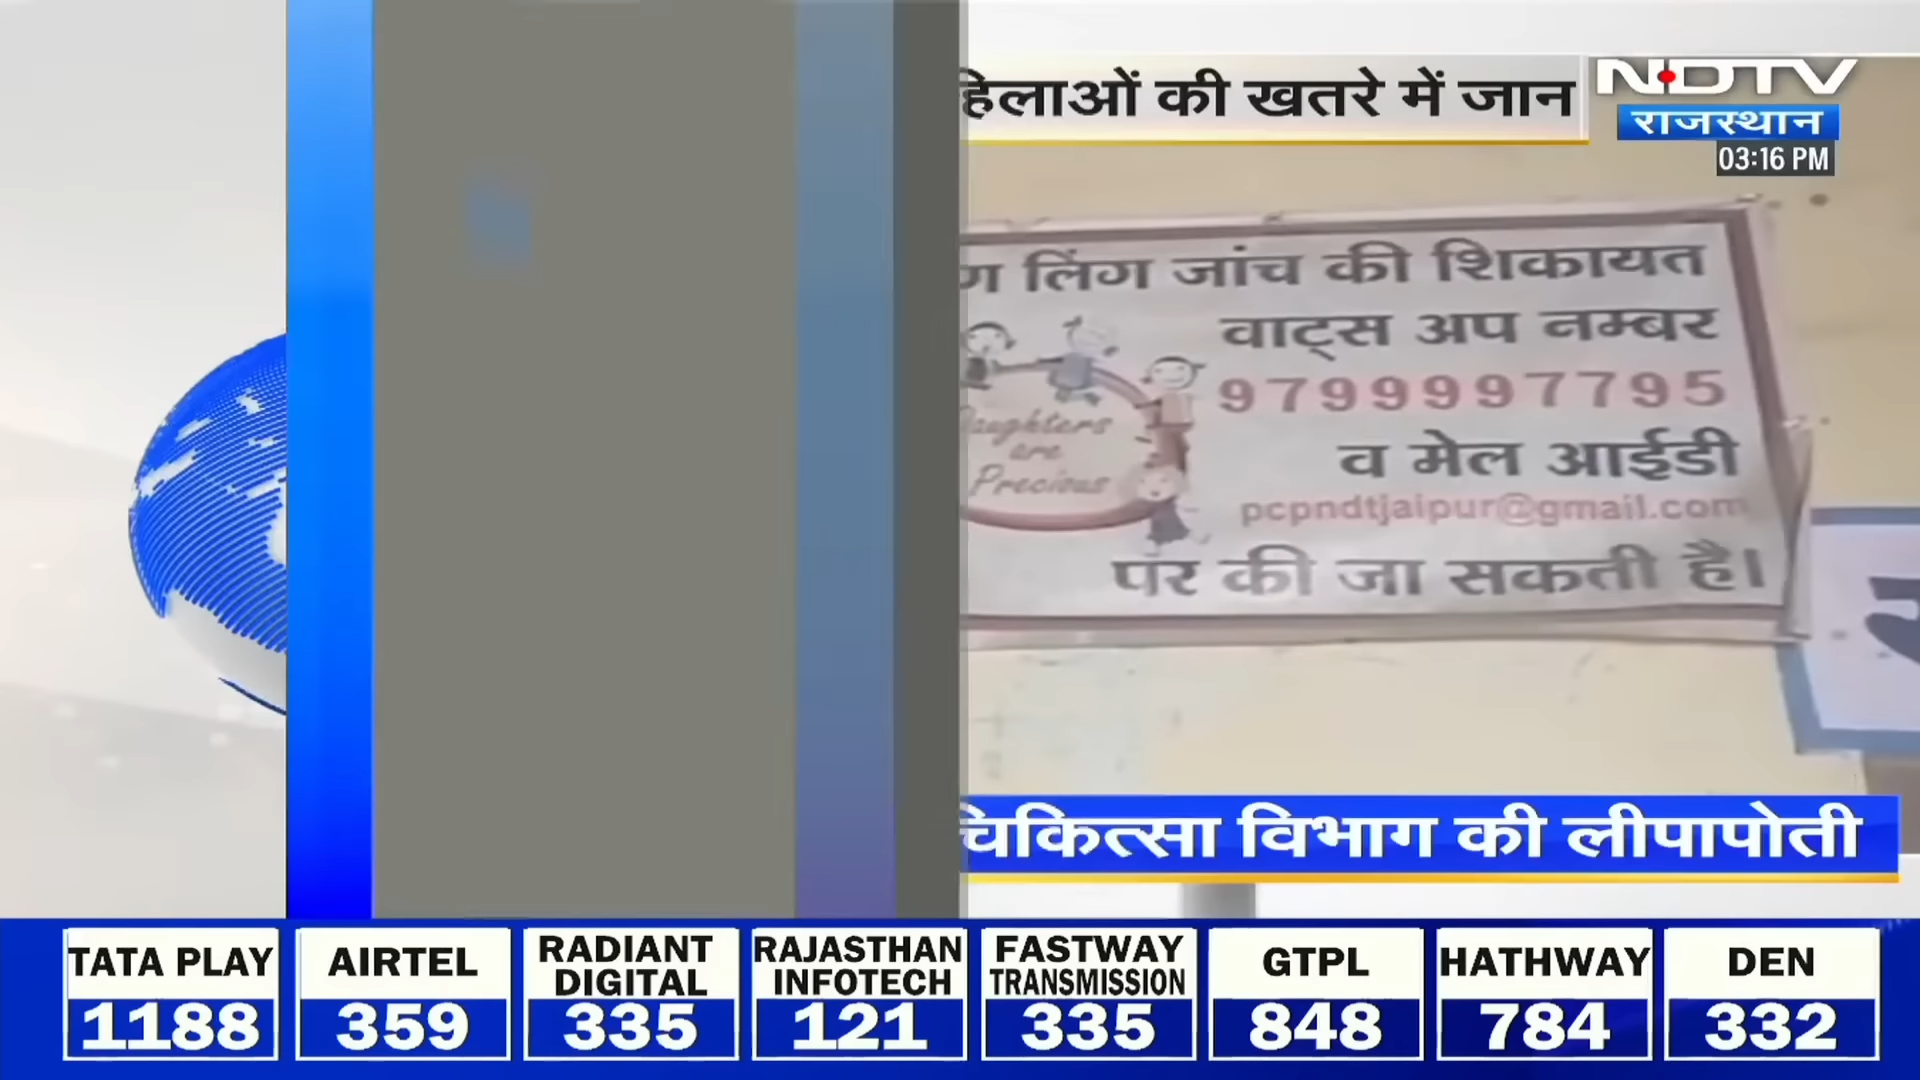 की खतरे में जान
NDTV
राजस्थान
03:16 PM
लिंग जांच की शिकायत
वाट्स अप नम्बर
9799997795
व मेल आईडी
Daughters
are
Precious
pcpndtjaipur@gmail.com
पर की जा सकती है।
चिकित्सा विभाग की लीपापोती
TATA PLAY
1188
AIRTEL
359
RADIANT
DIGITAL
335
RAJASTHAN
INFOTECH
121
FASTWAY
TRANSMISSION
335
GTPL
848
HATHWAY
784
DEN
332